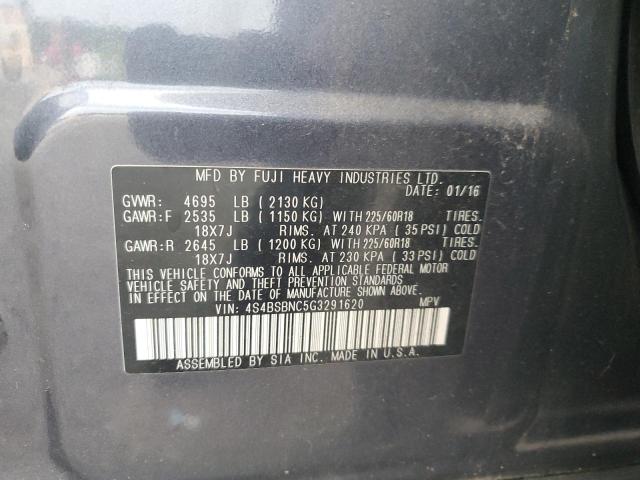 MFD BY FUJI HEAVY INDUSTRIES LTD.
DATE: 01/16
GVWR: 4695 LB ( 2130 KG)
GAWR:F 2535 LB ( 1150 KG) WITH 225/60R18 TIRES.
18X7J RIMS. AT 240 KPA ( 35 PSI) COLD
GAWR:R 2645 LB ( 1200 KG) WITH 225/60R18 TIRES.
18X7J RIMS. AT 230 KPA ( 33 PSI) COLD
THIS VEHICLE CONFORMS TO ALL APPLICABLE FEDERAL MOTOR
VEHICLE SAFETY AND THEFT PREVENTION STANDARDS
IN EFFECT ON THE DATE OF MANUFACTURE SHOWN ABOVE.
VIN: 4S4BSBNC5G3291620 MPV
ASSEMBLED BY SIA INC. MADE IN U.S.A.